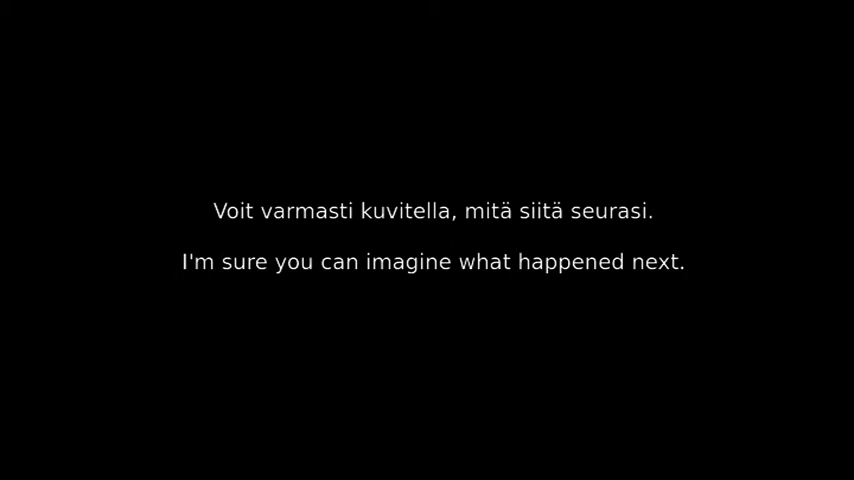 Voit varmasti kuvitella, mitä siitä seurasi.
I'm sure you can imagine what happened next.